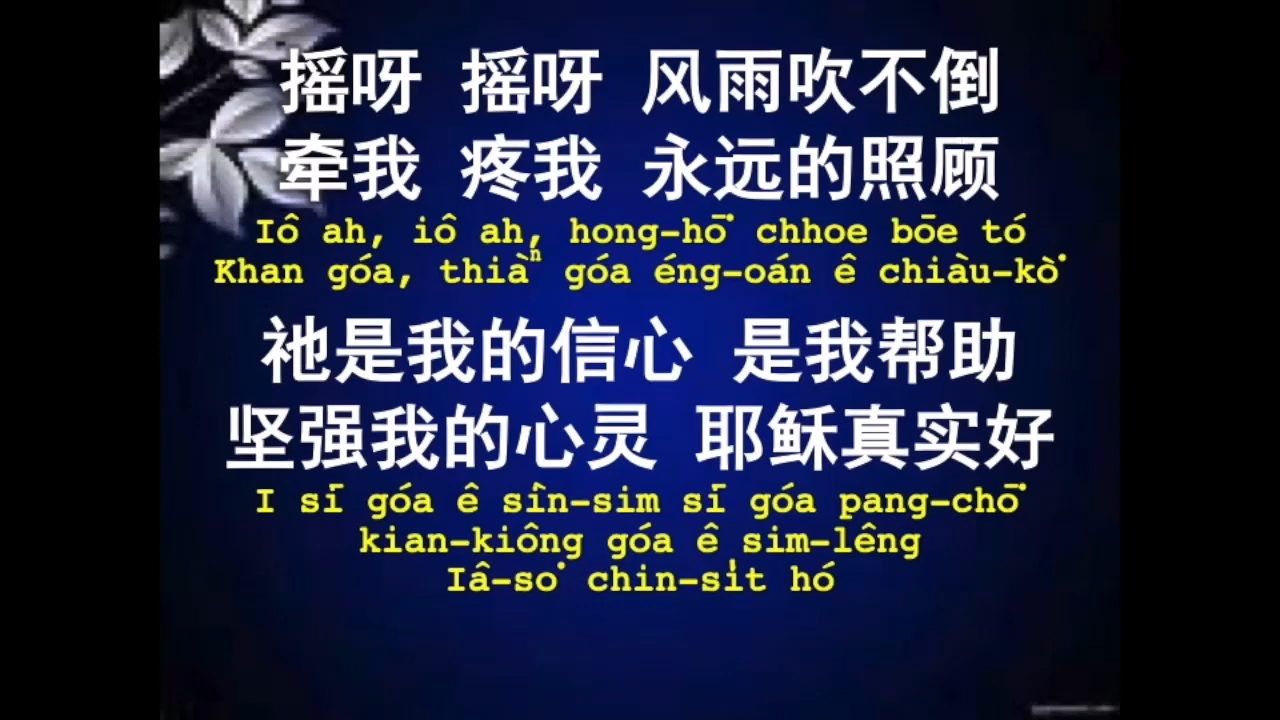 摇呀 摇呀 风雨吹不倒
牵我 疼我 永远的照顾
Iô ah, iô ah, hong-hō͘ chhoe bōe tó
Khan góa, thiàⁿ góa éng-oán ê chiàu-kò͘
祂是我的信心 是我帮助
坚强我的心灵 耶稣真实好
I sī góa ê sìn-sim sī góa pang-chō͘
kian-kiông góa ê sim-lêng
Iâ-so͘ chin-si̍t hó